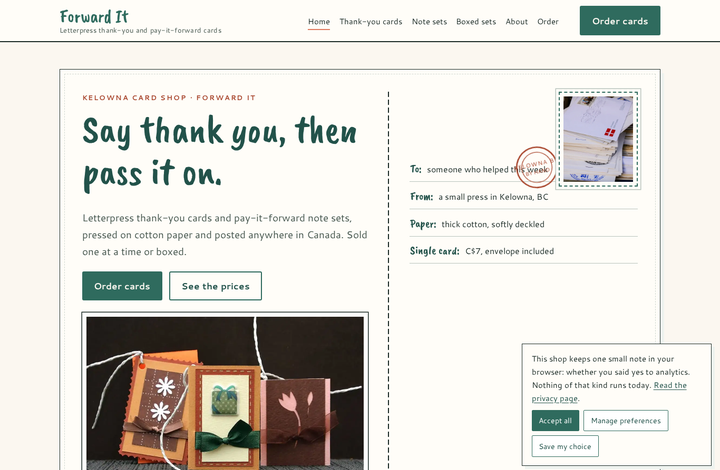 Forward It
Letterpress thank-you and pay-it-forward cards
Home Thank-you cards Note sets Boxed sets About Order
Order cards
KELOWNA CARD SHOP · FORWARD IT
Say thank you, then
pass it on.
Letterpress thank-you cards and pay-it-forward note sets,
pressed on cotton paper and posted anywhere in Canada. Sold
one at a time or boxed.
Order cards
See the prices
To: someone who helped this week
From: a small press in Kelowna, BC
Paper: thick cotton, softly deckled
Single card: C$7, envelope included
This shop keeps one small note in your
browser: whether you said yes to analytics.
Nothing of that kind runs today. Read the
privacy page.
Accept all
Manage preferences
Save my choice